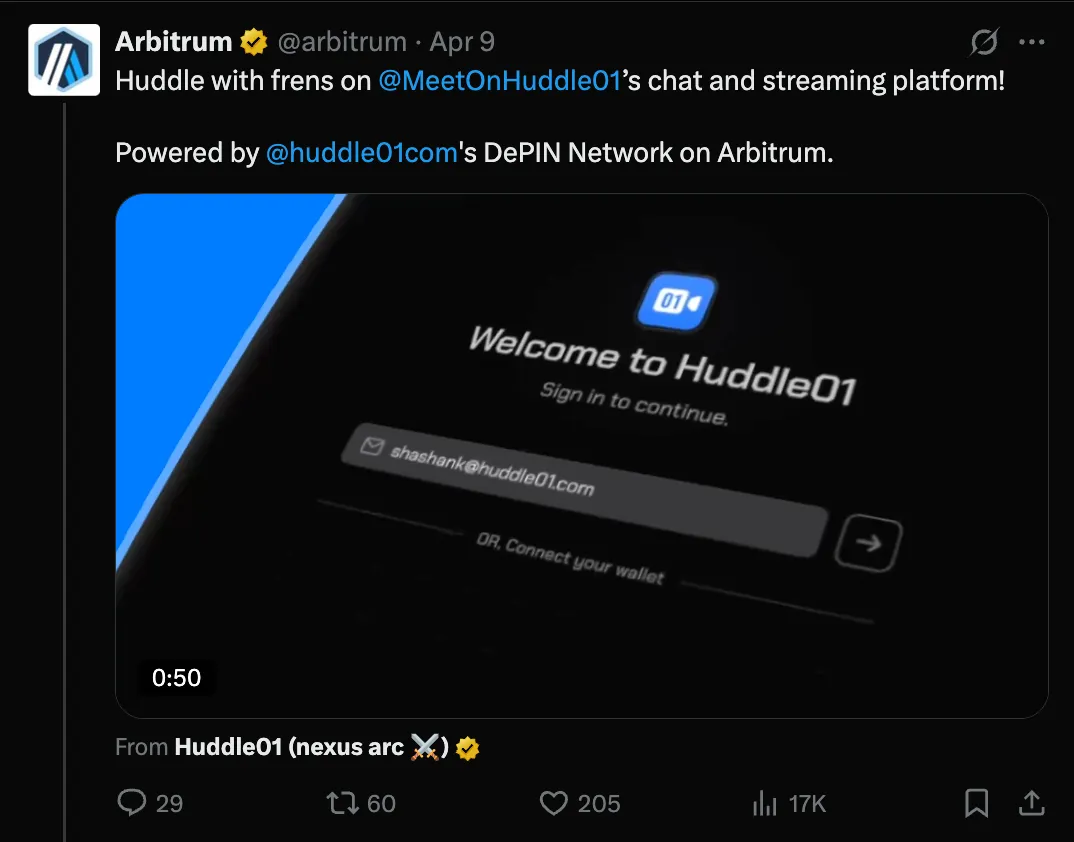 Arbitrum @arbitrum · Apr 9
Huddle with frens on @MeetOnHuddle01’s chat and streaming platform!
Powered by @huddle01com's DePIN Network on Arbitrum.
01
Welcome to Huddle01
Sign in to continue.
shashank@huddle01.com
OR, Connect your wallet
0:50
From Huddle01 (nexus arc ⚔️)
29 60 205 17K